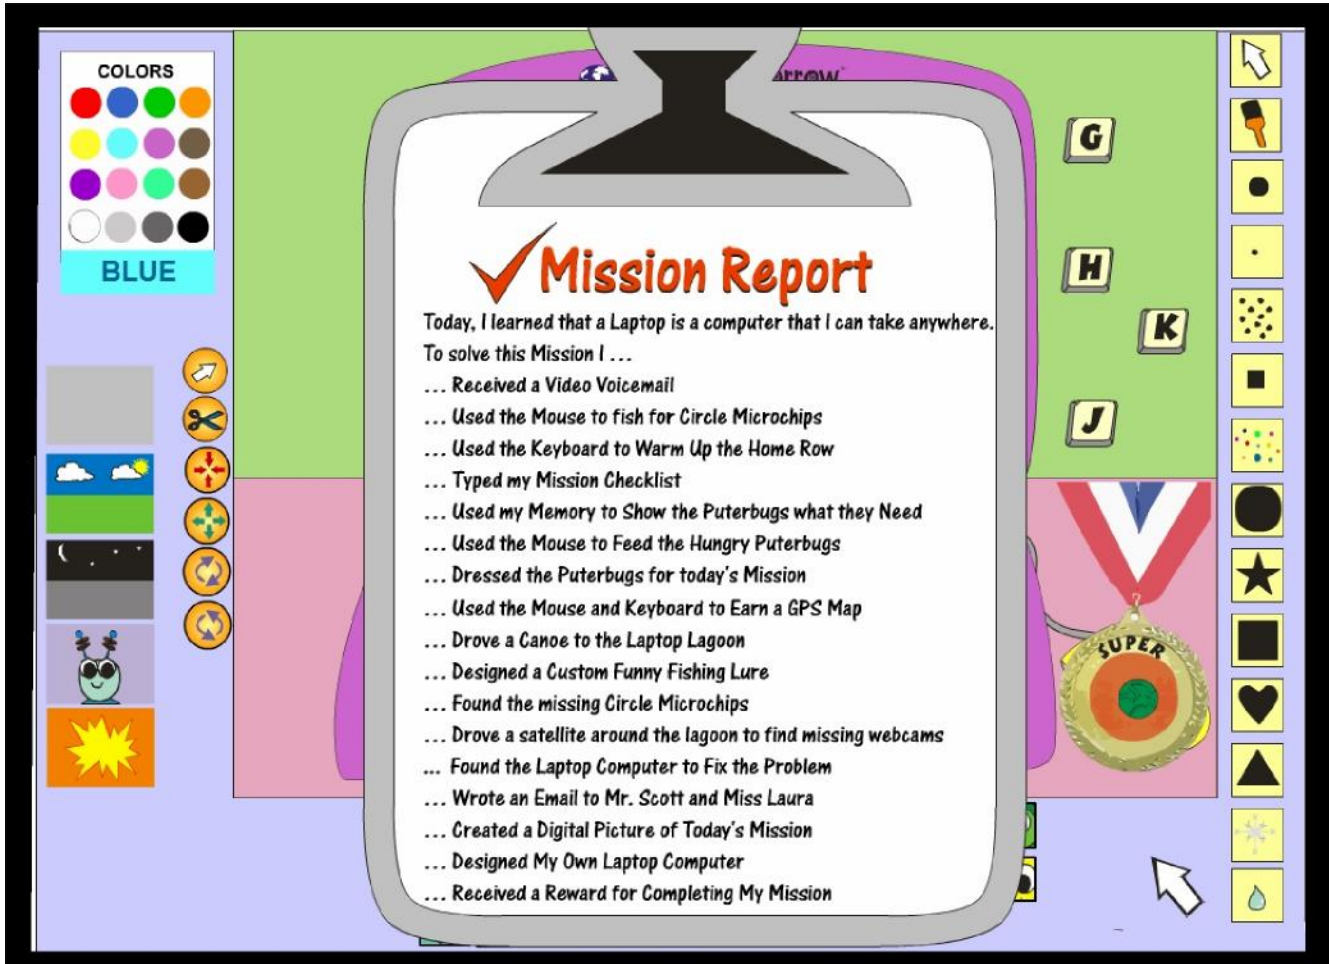 COLORS
BLUE
Mission Report
Today, I learned that a Laptop is a computer that I can take anywhere.
To solve this Mission I ...
... Received a Video Voicemail
... Used the Mouse to fish for Circle Microchips
... Used the Keyboard to Warm Up the Home Row
... Typed my Mission Checklist
... Used my Memory to Show the Puterbugs what they Need
... Used the Mouse to Feed the Hungry Puterbugs
... Dressed the Puterbugs for today's Mission
... Used the Mouse and Keyboard to Earn a GPS Map
... Drove a Canoe to the Laptop Lagoon
... Designed a Custom Funny Fishing Lure
... Found the missing Circle Microchips
... Drove a satellite around the lagoon to find missing webcams
... Found the Laptop Computer to Fix the Problem
... Wrote an Email to Mr. Scott and Miss Laura
... Created a Digital Picture of Today's Mission
... Designed My Own Laptop Computer
... Received a Reward for Completing My Mission
G
H
K
J
SUPER